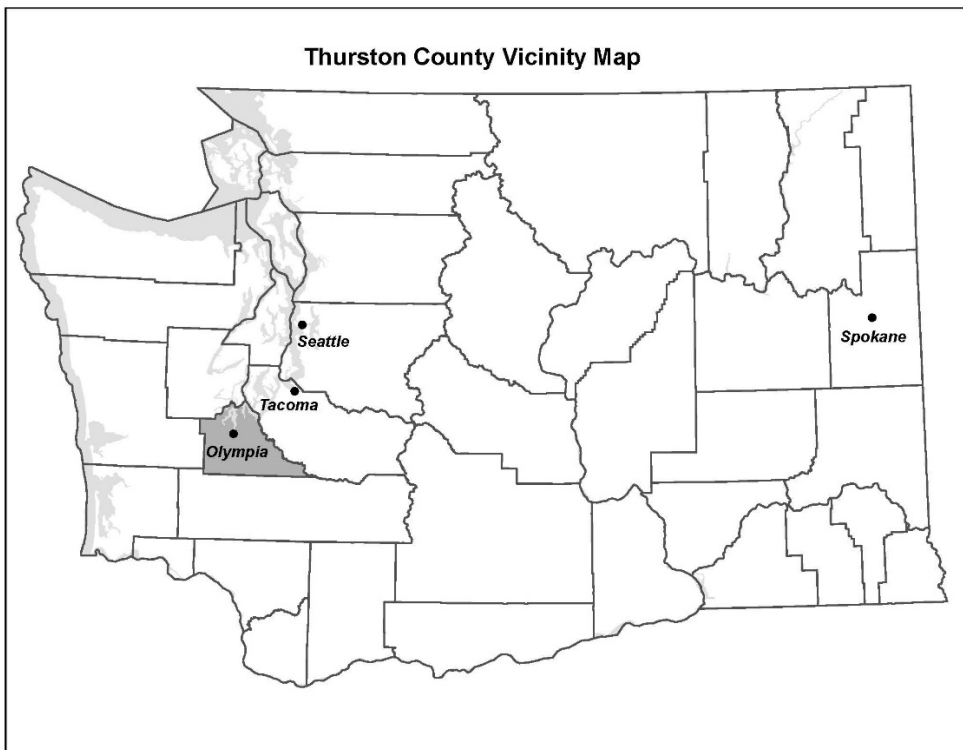 Thurston County Vicinity Map
Seattle
Spokane
Tacoma
Olympia